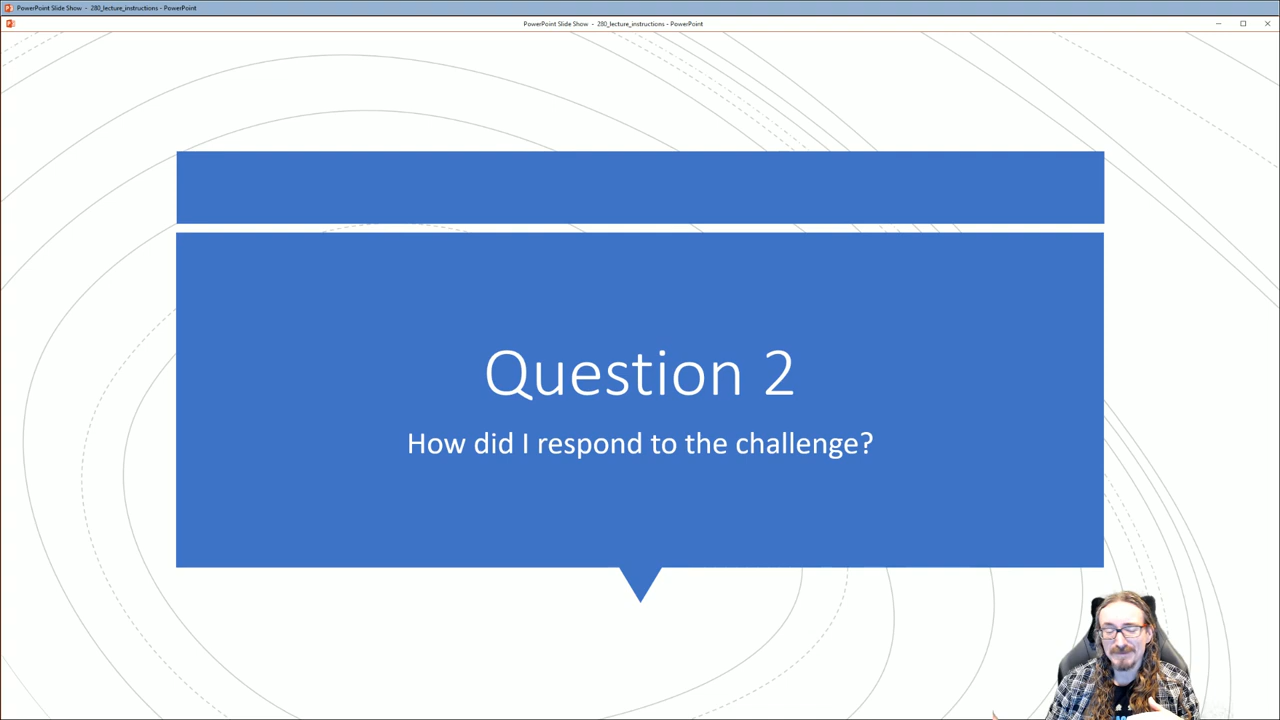 PowerPoint Slide Show - 280_lecture_instructions - PowerPoint
PowerPoint Slide Show - 280_lecture_instructions - PowerPoint
Question 2
How did I respond to the challenge?